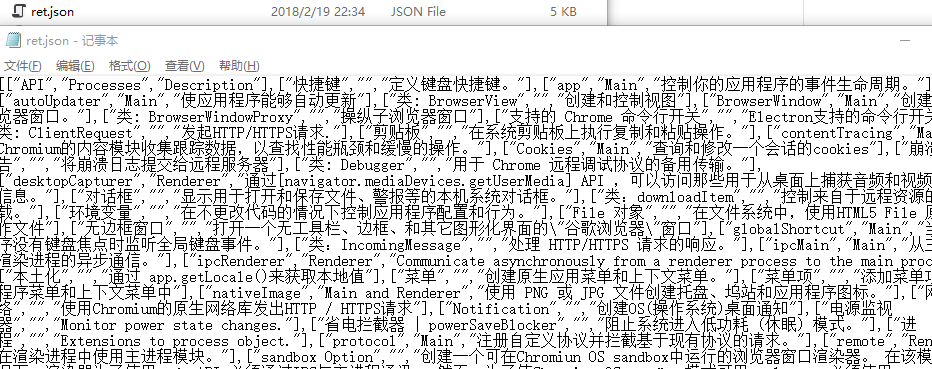 ret.json 2018/2/19 22:34 JSON File 5 KB
ret.json - 记事本
文件(F) 编辑(E) 格式(O) 查看(V) 帮助(H)
[["API","Processes","Description"],["快捷键","","定义键盘快捷键。"],["app","Main","控制你的应用程序的事件生命周期。"]
["autoUpdater","Main","使应用程序能够自动更新"],["类: BrowserView","","创建和控制视图"],["BrowserWindow","Main","创建
览器窗口。"],["类: BrowserWindowProxy","","操纵子浏览器窗口"],["支持的 Chrome 命令行开关","","Electron支持的命令行开关
类: ClientRequest","","发起HTTP/HTTPS请求."],["剪贴板","","在系统剪贴板上执行复制和粘贴操作。"],["contentTracing","Ma
Chromium的内容模块收集跟踪数据，以查找性能瓶颈和缓慢的操作。"],["Cookies","Main","查询和修改一个会话的cookies"],["崩溃
告","","将崩溃日志提交给远程服务器"],["类: Debugger","","用于 Chrome 远程调试协议的备用传输。"],
["desktopCapturer","Renderer","通过[navigator.mediaDevices.getUserMedia] API ，可以访问那些用于从桌面上捕获音频和视频
信息。"],["对话框","","显示用于打开和保存文件、警报等的本机系统对话框。"],["类: downloadItem","","控制来自于远程资源的
载。"],["环境变量","","在不更改代码的情况下控制应用程序配置和行为。"],["File 对象","","在文件系统中，使用HTML5 File 原
作文件"],["无边框窗口","","打开一个无工具栏、边框、和其它图形化界面的\"谷歌浏览器\"窗口"],["globalShortcut","Main","当
序没有键盘焦点时监听全局键盘事件。"],["类: IncomingMessage","","处理 HTTP/HTTPS 请求的响应。"],["ipcMain","Main","从主
渲染进程的异步通信。"],["ipcRenderer","Renderer","Communicate asynchronously from a renderer process to the main proc
["本土化","","通过 app.getLocale()来获取本地值"],["菜单","","创建原生应用菜单和上下文菜单。"],["菜单项","","添加菜单项
程序菜单和上下文菜单中"],["nativeImage","Main and Renderer","使用 PNG 或 JPG 文件创建托盘、坞站和应用程序图标。"],["网
络","","使用Chromium的原生网络库发出HTTP / HTTPS请求"],["Notification","","创建OS(操作系统)桌面通知"],["电源监视
器","","Monitor power state changes."],["省电拦截器 | powerSaveBlocker","","阻止系统进入低功耗 (休眠) 模式。"],["进
程","","Extensions to process object."],["protocol","Main","注册自定义协议并拦截基于现有协议的请求。"],["remote","Ren
在渲染进程中使用主进程模块。"],["sandbox Option","","创建一个可在Chromiun OS sandbox中运行的浏览器窗口渲染器。 在该模